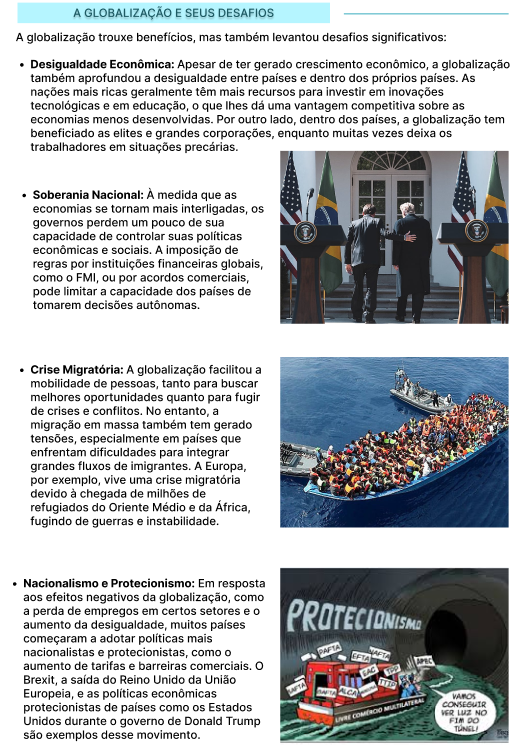 A GLOBALIZAÇÃO E SEUS DESAFIOS
A globalização trouxe benefícios, mas também levantou desafios significativos:
• Desigualdade Econômica: Apesar de ter gerado crescimento econômico, a globalização
também aprofundou a desigualdade entre países e dentro dos próprios países. As
nações mais ricas geralmente têm mais recursos para investir em inovações
tecnológicas e em educação, o que lhes dá uma vantagem competitiva sobre as
economias menos desenvolvidas. Por outro lado, dentro dos países, a globalização tem
beneficiado as elites e grandes corporações, enquanto muitas vezes deixa os
trabalhadores em situações precárias.
• Soberania Nacional: À medida que as
economias se tornam mais interligadas, os
governos perdem um pouco de sua
capacidade de controlar suas políticas
econômicas e sociais. A imposição de
regras por instituições financeiras globais,
como o FMI, ou por acordos comerciais,
pode limitar a capacidade dos países de
tomarem decisões autônomas.
• Crise Migratória: A globalização facilitou a
mobilidade de pessoas, tanto para buscar
melhores oportunidades quanto para fugir
de crises e conflitos. No entanto, a
migração em massa também tem gerado
tensões, especialmente em países que
enfrentam dificuldades para integrar
grandes fluxos de imigrantes. A Europa,
por exemplo, vive uma crise migratória
devido à chegada de milhões de
refugiados do Oriente Médio e da África,
fugindo de guerras e instabilidade.
• Nacionalismo e Protecionismo: Em resposta
aos efeitos negativos da globalização, como
a perda de empregos em certos setores e o
aumento da desigualdade, muitos países
começaram a adotar políticas mais
nacionalistas e protecionistas, como o
aumento de tarifas e barreiras comerciais. O
Brexit, a saída do Reino Unido da União
Europeia, e as políticas econômicas
protecionistas de países como os Estados
Unidos durante o governo de Donald Trump
são exemplos desse movimento.
PROTECIONISMO
PAFTA
EFTA
NAFTA
APEC
EAC
TPP
SAFTA
BAFTA
ALCA
TTIP
LIVRE COMÉRCIO MULTILATERAL
VAMOS
CONSEGUIR
VER LUZ NO
FIM DO
TÚNEL!